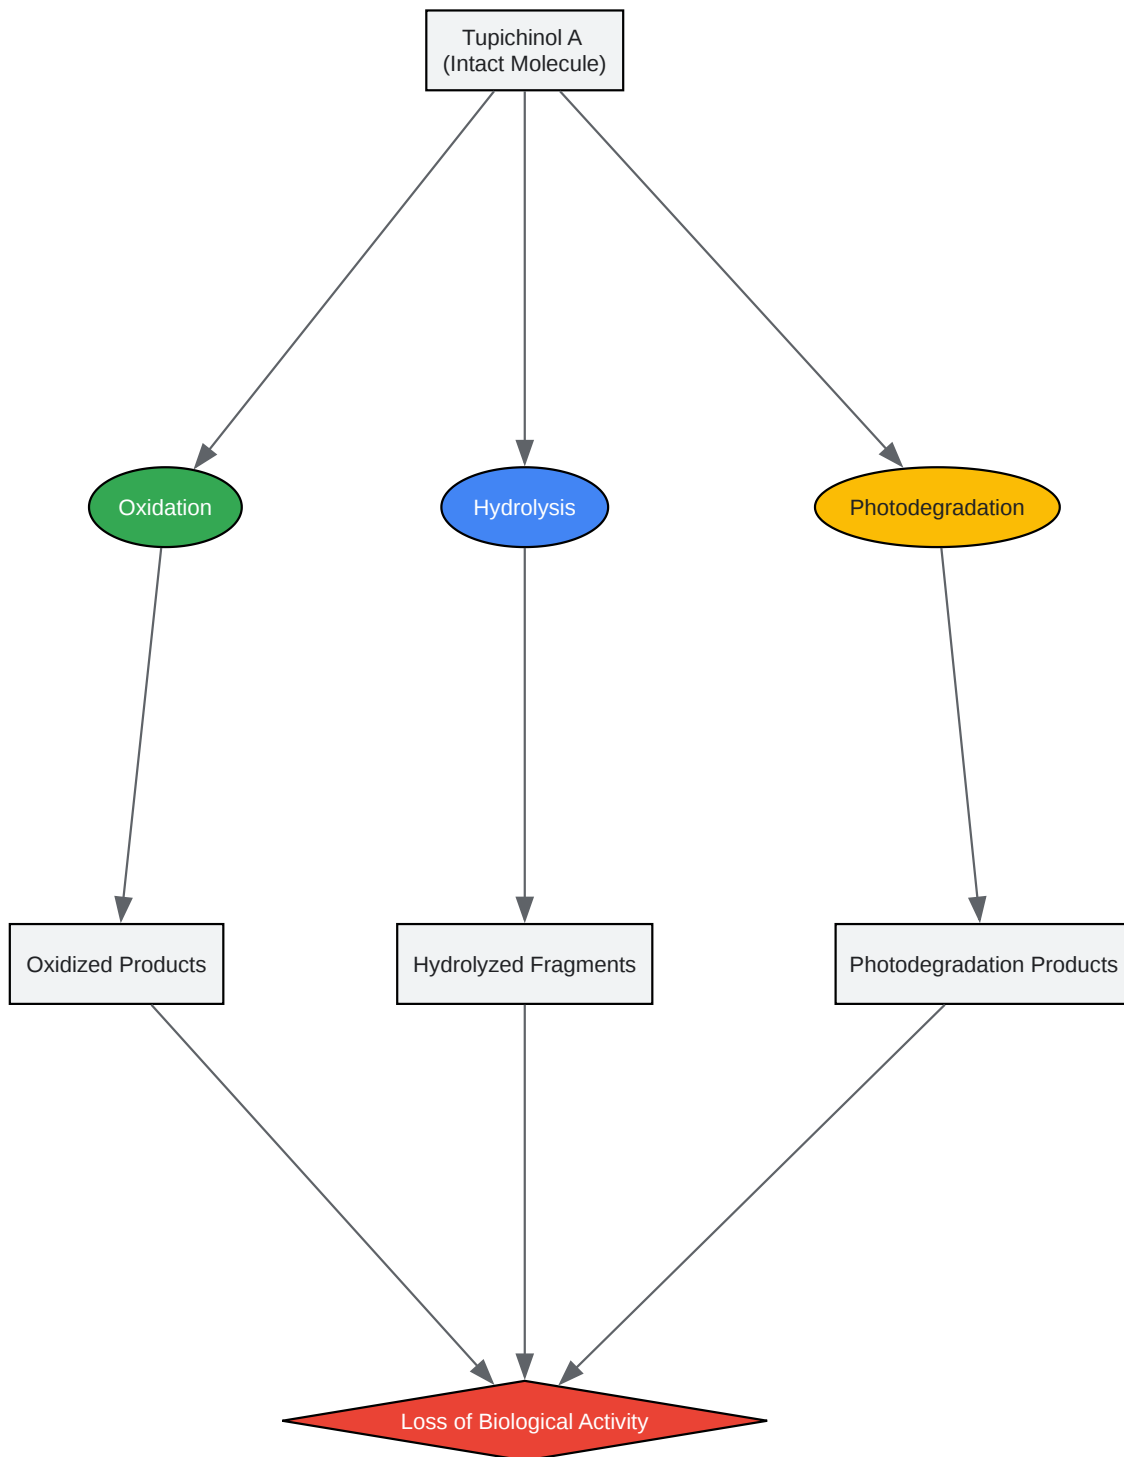 Tupichinol A
(Intact Molecule)
Oxidation
Hydrolysis
Photodegradation
Oxidized Products
Hydrolyzed Fragments
Photodegradation Products
Loss of Biological Activity